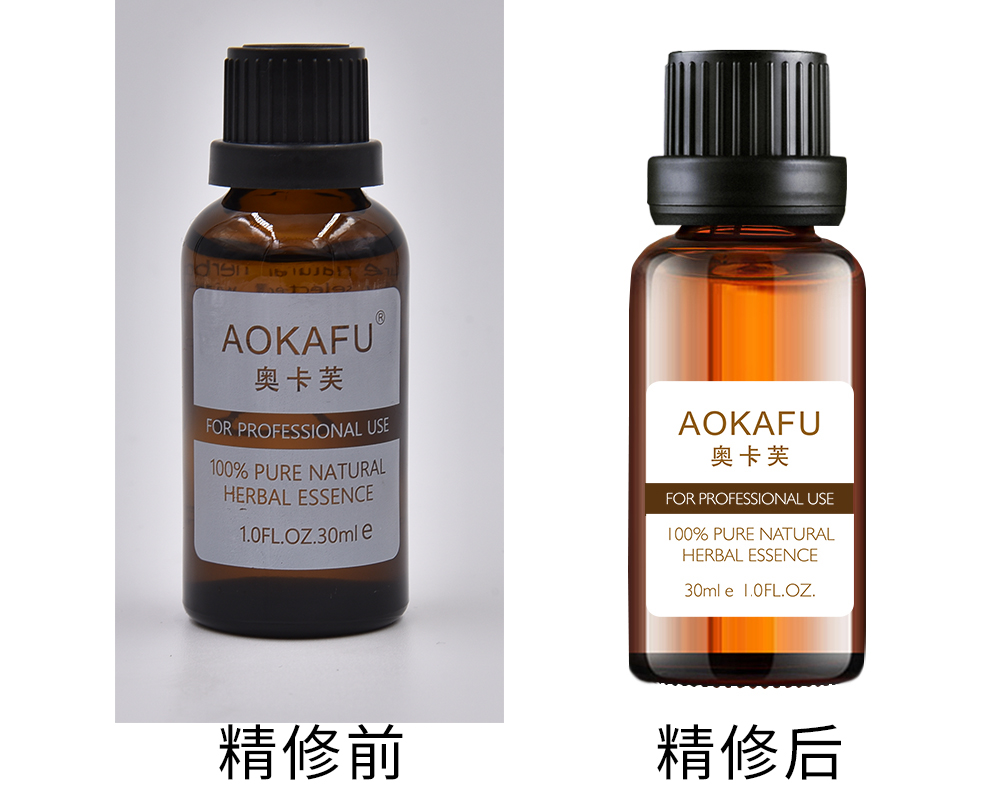 AOKAFU®
奥卡芙
FOR PROFESSIONAL USE
100% PURE NATURAL
HERBAL ESSENCE
1.0FL.OZ.30ml e
精修前
AOKAFU
奥卡芙
FOR PROFESSIONAL USE
100% PURE NATURAL
HERBAL ESSENCE
30ml e 1.0FL.OZ.
精修后